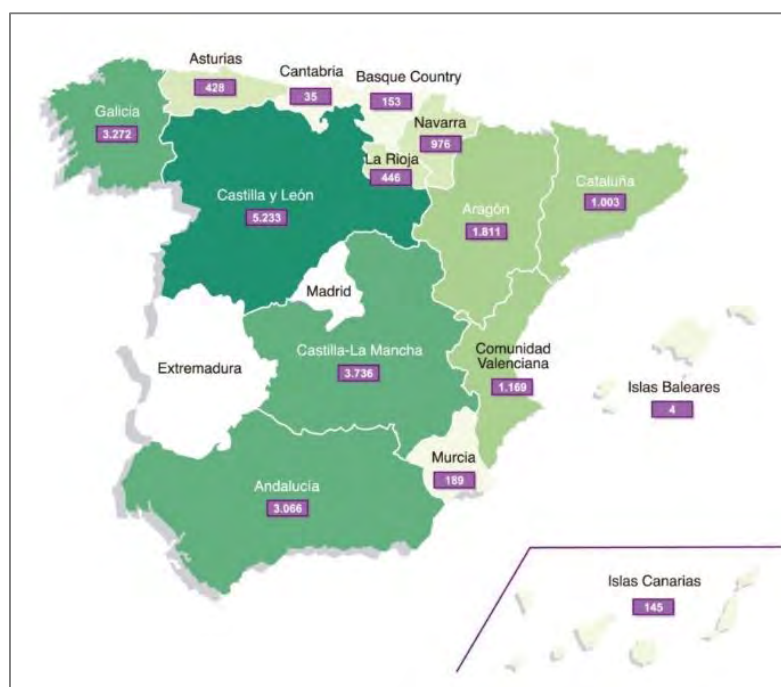 Asturias
428
Cantabria
35
Basque Country
153
Galicia
3.272
Navarra
976
La Rioja
446
Castilla y León
5.233
Aragón
1.811
Cataluña
1.003
Madrid
Castilla-La Mancha
3.736
Extremadura
Comunidad
Valenciana
1.169
Islas Baleares
4
Murcia
189
Andalucía
3.066
Islas Canarias
145